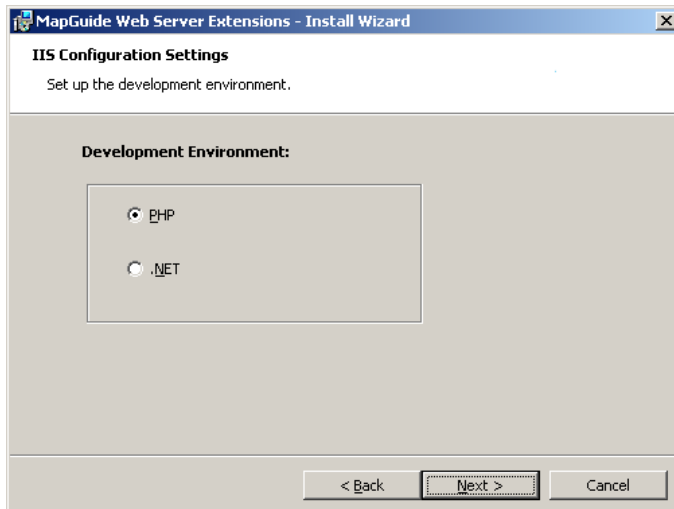 MapGuide Web Server Extensions - Install Wizard
IIS Configuration Settings
Set up the development environment.
Development Environment:
PHP
.NET
< Back Next > Cancel